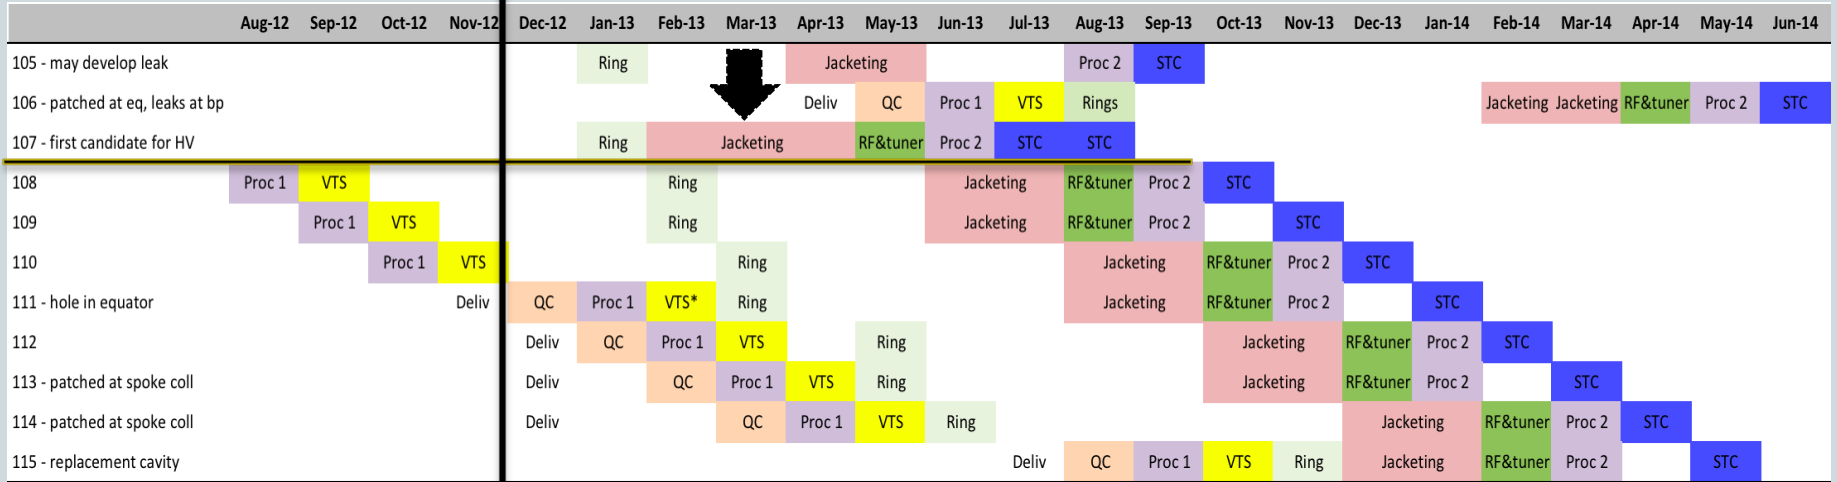 Aug-12 Sep-12 Oct-12 Nov-12 Dec-12 Jan-13 Feb-13 Mar-13 Apr-13 May-13 Jun-13 Jul-13 Aug-13 Sep-13 Oct-13 Nov-13 Dec-13 Jan-14 Feb-14 Mar-14 Apr-14 May-14 Jun-14
105 - may develop leak Ring Jacketing Proc 2 STC
106 - patched at eq, leaks at bp Deliv QC Proc 1 VTS Rings Jacketing Jacketing RF&tuner Proc 2 STC
107 - first candidate for HV Ring Jacketing RF&tuner Proc 2 STC STC
108 Proc 1 VTS Ring Jacketing RF&tuner Proc 2 STC
109 Proc 1 VTS Ring Jacketing RF&tuner Proc 2 STC
110 Proc 1 VTS Ring Jacketing RF&tuner Proc 2 STC
111 - hole in equator Deliv QC Proc 1 VTS* Ring Jacketing RF&tuner Proc 2 STC
112 Deliv QC Proc 1 VTS Ring Jacketing RF&tuner Proc 2 STC
113 - patched at spoke coll Deliv QC Proc 1 VTS Ring Jacketing RF&tuner Proc 2 STC
114 - patched at spoke coll Deliv QC Proc 1 VTS Ring Jacketing RF&tuner Proc 2 STC
115 - replacement cavity Deliv QC Proc 1 VTS Ring Jacketing RF&tuner Proc 2 STC